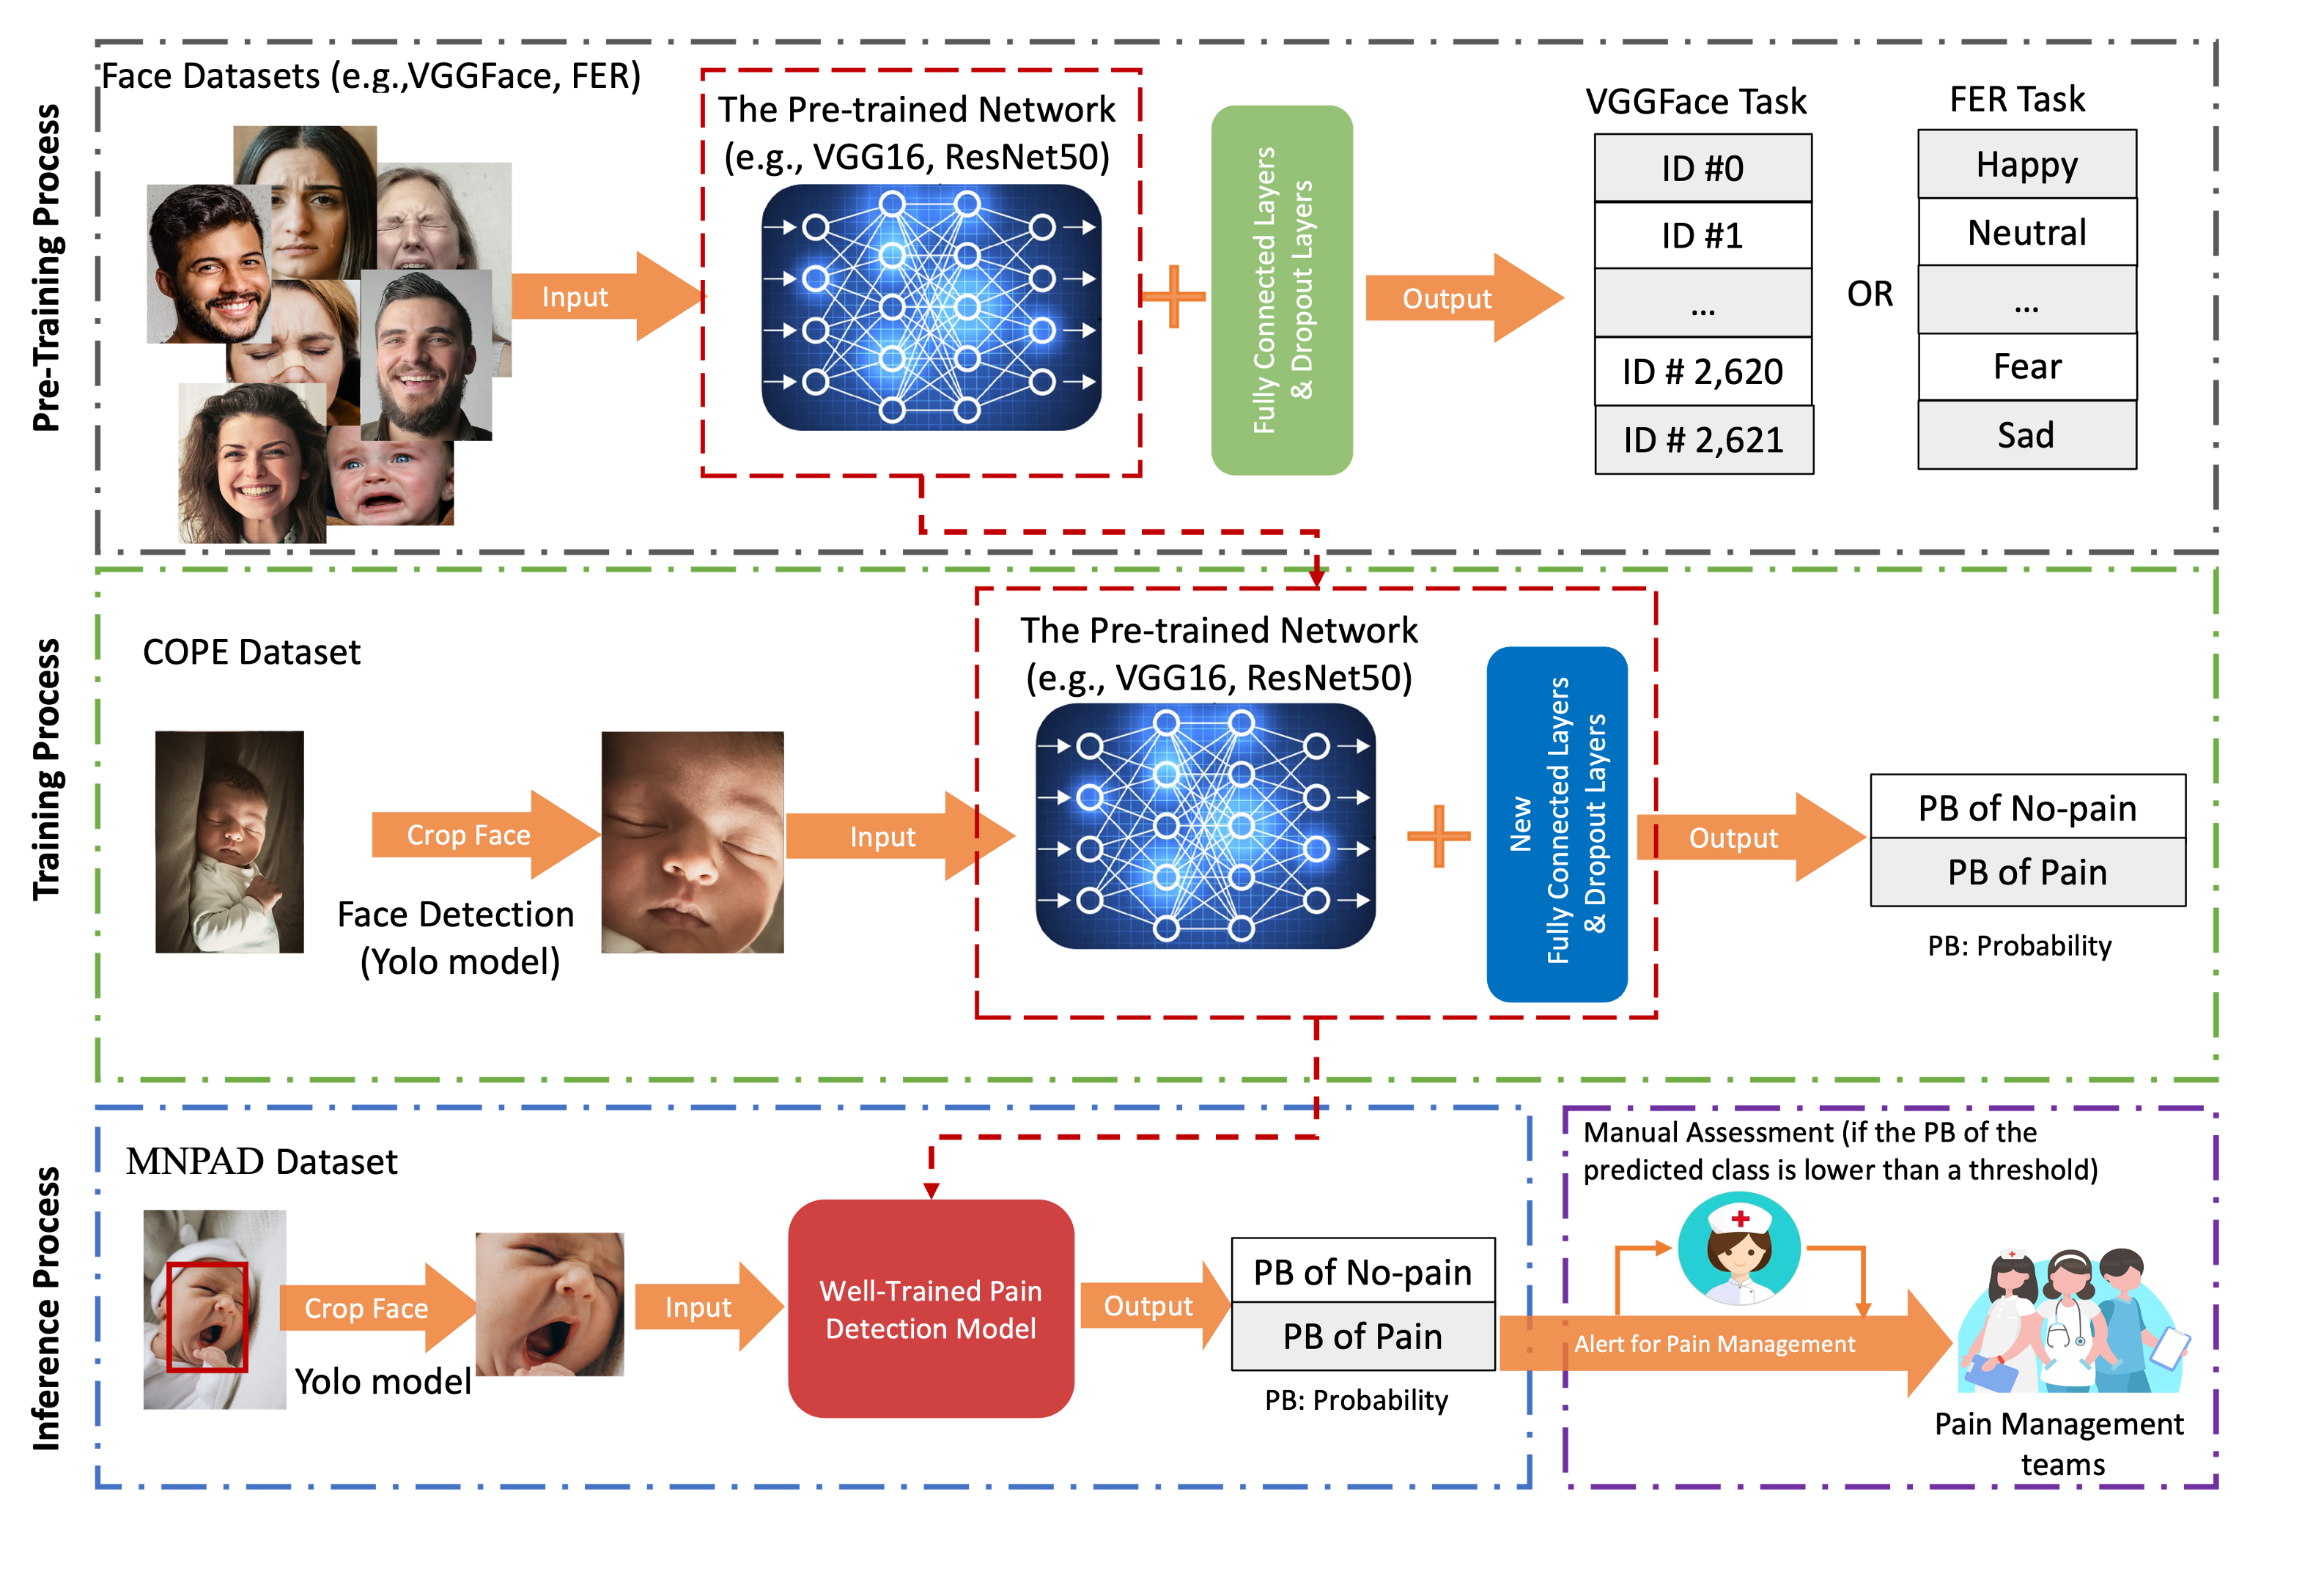 Pre-Training Process
Face Datasets (e.g.,VGGFace, FER)
Input
The Pre-trained Network
(e.g., VGG16, ResNet50)
Fully Connected Layers
& Dropout Layers
Output
VGGFace Task
ID #0
ID #1
...
ID # 2,620
ID # 2,621
OR
FER Task
Happy
Neutral
...
Fear
Sad
Training Process
COPE Dataset
Crop Face
Face Detection
(Yolo model)
Input
The Pre-trained Network
(e.g., VGG16, ResNet50)
New
Fully Connected Layers
& Dropout Layers
Output
PB of No-pain
PB of Pain
PB: Probability
Inference Process
MNPAD Dataset
Crop Face
Yolo model
Input
Well-Trained Pain
Detection Model
Output
PB of No-pain
PB of Pain
PB: Probability
Manual Assessment (if the PB of the
predicted class is lower than a threshold)
Alert for Pain Management
Pain Management
teams